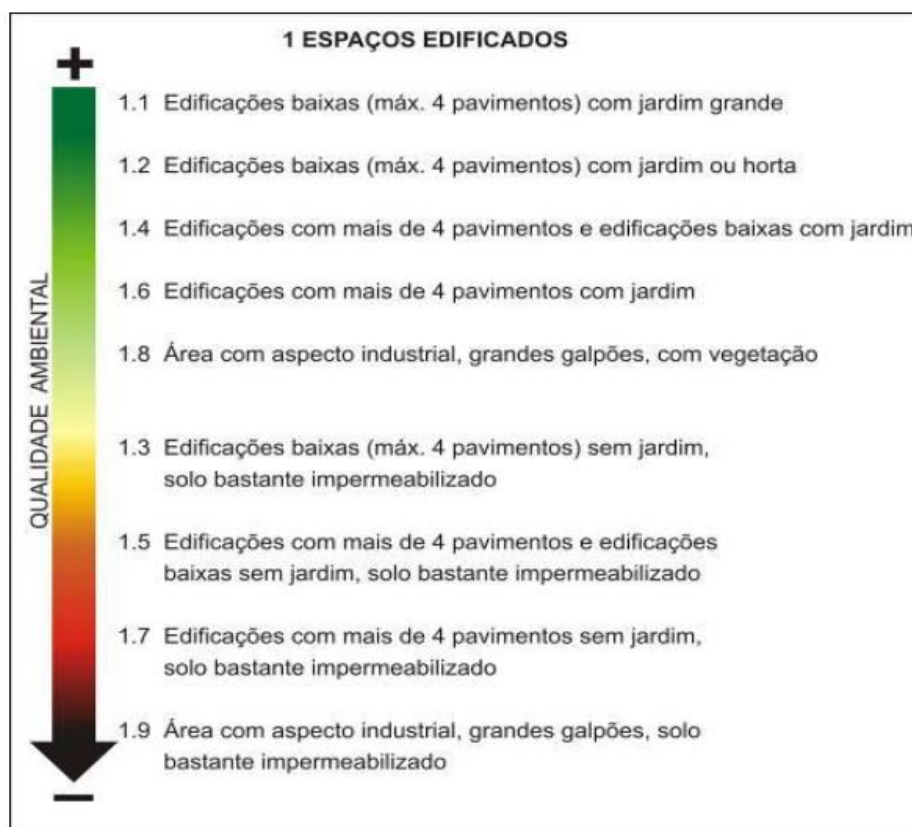 1 ESPAÇOS EDIFICADOS
+
1.1 Edificações baixas (máx. 4 pavimentos) com jardim grande
1.2 Edificações baixas (máx. 4 pavimentos) com jardim ou horta
1.4 Edificações com mais de 4 pavimentos e edificações baixas com jardim
1.6 Edificações com mais de 4 pavimentos com jardim
1.8 Área com aspecto industrial, grandes galpões, com vegetação
1.3 Edificações baixas (máx. 4 pavimentos) sem jardim,
solo bastante impermeabilizado
1.5 Edificações com mais de 4 pavimentos e edificações
baixas sem jardim, solo bastante impermeabilizado
1.7 Edificações com mais de 4 pavimentos sem jardim,
solo bastante impermeabilizado
1.9 Área com aspecto industrial, grandes galpões, solo
bastante impermeabilizado
–
QUALIDADE AMBIENTAL